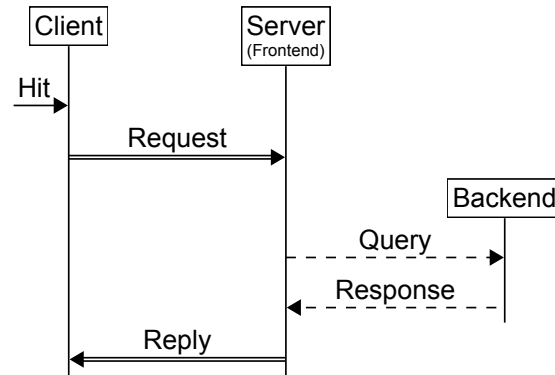 Client
Server
(Frontend)
Hit
Request
Backend
Query
Response
Reply